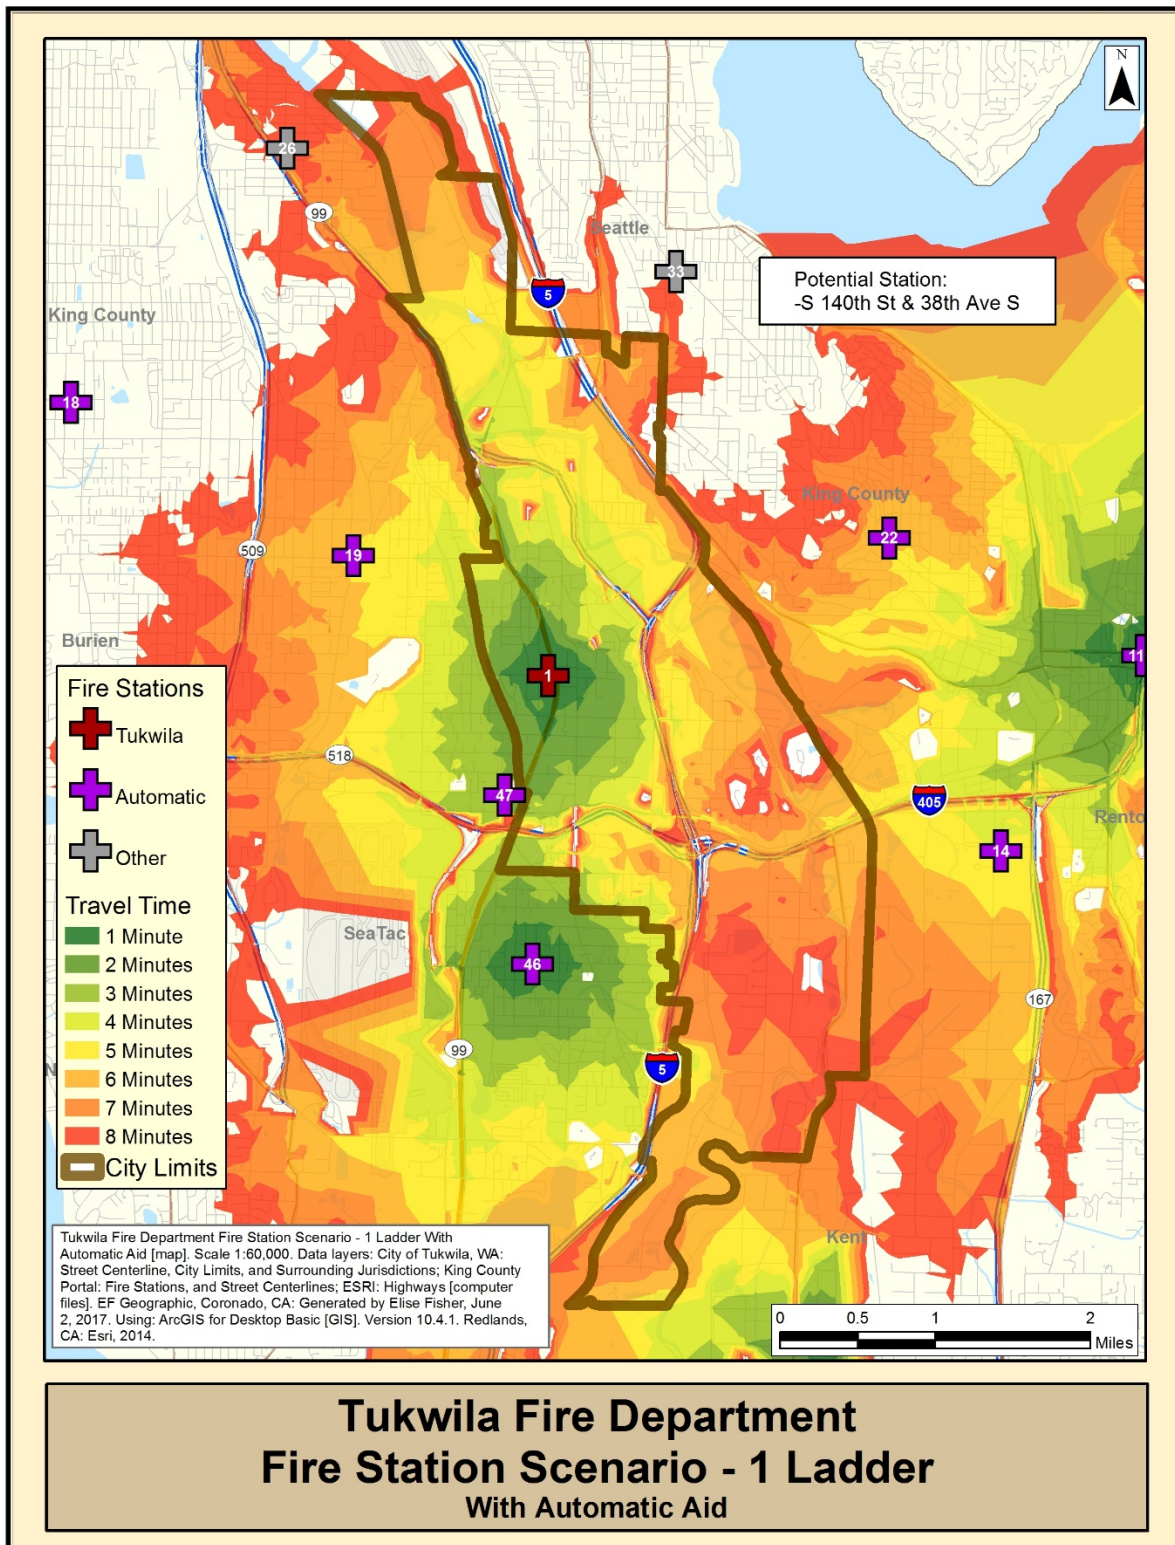 N
26
99
Seattle
33
5
Potential Station:
-S 140th St & 38th Ave S
King County
18
King County
22
19
509
Burien
11
1
Fire Stations
Tukwila
Automatic
Other
518
47
405
Rento
14
Travel Time
1 Minute
2 Minutes
3 Minutes
4 Minutes
5 Minutes
6 Minutes
7 Minutes
8 Minutes
City Limits
SeaTac
46
167
99
5
N
Kent
Tukwila Fire Department Fire Station Scenario - 1 Ladder With
Automatic Aid [map]. Scale 1:60,000. Data layers: City of Tukwila, WA:
Street Centerline, City Limits, and Surrounding Jurisdictions; King County
Portal: Fire Stations, and Street Centerlines; ESRI: Highways [computer
files]. EF Geographic, Coronado, CA: Generated by Elise Fisher, June
2, 2017. Using: ArcGIS for Desktop Basic [GIS]. Version 10.4.1. Redlands,
CA: Esri, 2014.
0 0.5 1 2
Miles
Tukwila Fire Department
Fire Station Scenario - 1 Ladder
With Automatic Aid